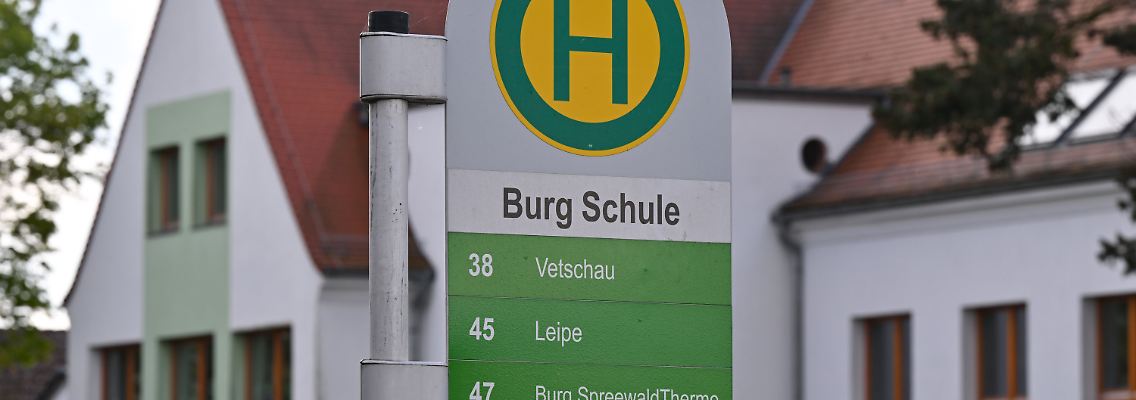 H
Burg Schule
38 Vetschau
45 Leipe
47 Burg SpreewaldTherme